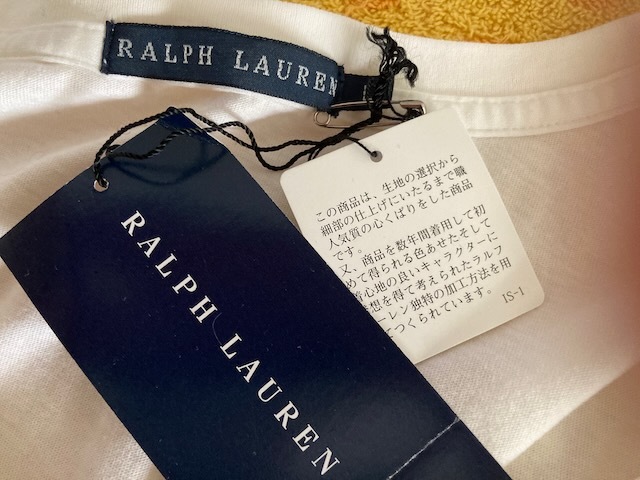 RALPH LAUREN
RALPH LAUREN
この商品は、生地の選択から
細部の仕上げにいたるまで職
人気質の心くばりをした商品
です。
又、商品を数年間着用して初
めて得られる色あせたそして
着心地の良いキャラクターに
想を得て考えられたラルフ
ーレン独特の加工方法を用
てつくられています。
IS-1